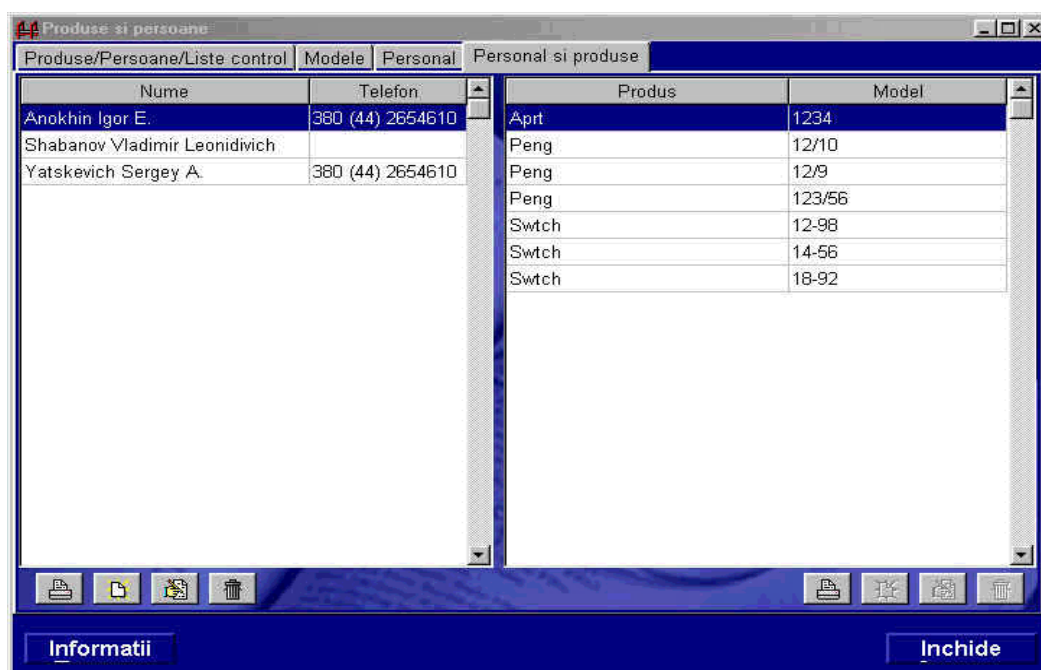 Produse si persoane
Produse/Persoane/Liste control Modele Personal Personal si produse
Nume Telefon Produs Model
Anokhin Igor E. 380 (44) 2654610 Aprt 1234
Shabanov Vladimir Leonidivich Peng 12/10
Yatskevich Sergey A. 380 (44) 2654610 Peng 12/9
Peng 123/56
Swtch 12-98
Swtch 14-56
Swtch 18-92
Informatii Inchide